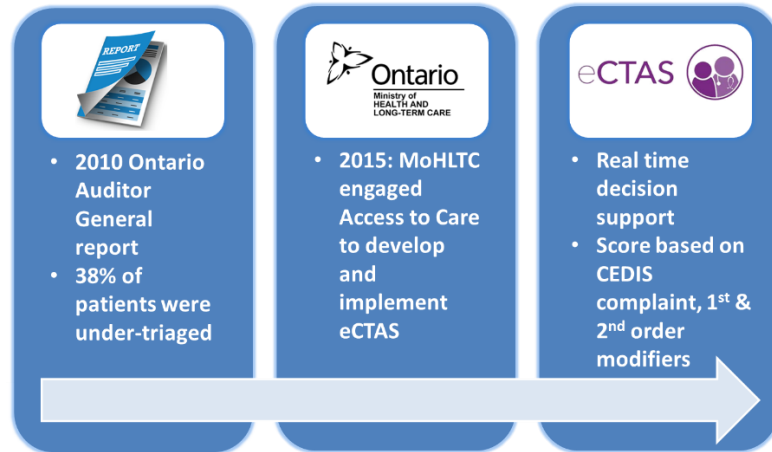 REPORT
• 2010 Ontario
Auditor
General
report
• 38% of
patients were
under-triaged
Ontario
Ministry of
HEALTH AND
LONG-TERM CARE
• 2015: MoHLTC
engaged
Access to Care
to develop
and
implement
eCTAS
eCTAS
• Real time
decision
support
• Score based on
CEDIS
complaint, 1st &
2nd order
modifiers